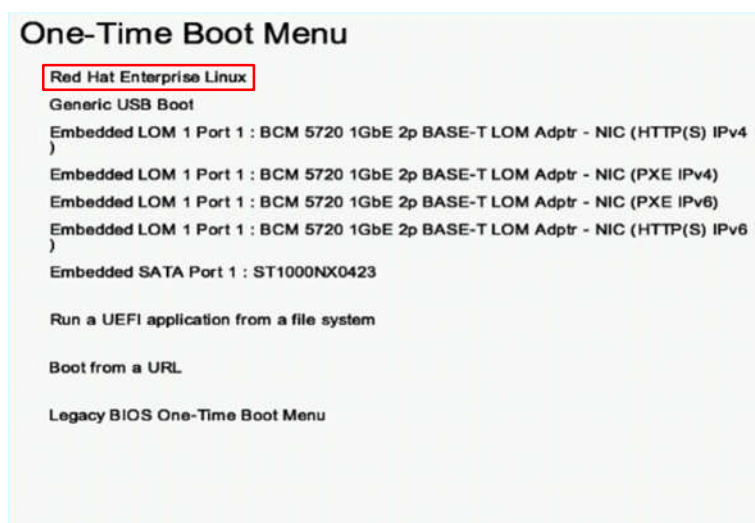 One-Time Boot Menu
Red Hat Enterprise Linux
Generic USB Boot
Embedded LOM 1 Port 1 : BCM 5720 1GbE 2p BASE-T LOM Adptr - NIC (HTTP(S) IPv4
)
Embedded LOM 1 Port 1 : BCM 5720 1GbE 2p BASE-T LOM Adptr - NIC (PXE IPv4)
Embedded LOM 1 Port 1 : BCM 5720 1GbE 2p BASE-T LOM Adptr - NIC (PXE IPv6)
Embedded LOM 1 Port 1 : BCM 5720 1GbE 2p BASE-T LOM Adptr - NIC (HTTP(S) IPv6
)
Embedded SATA Port 1 : ST1000NX0423
Run a UEFI application from a file system
Boot from a URL
Legacy BIOS One-Time Boot Menu